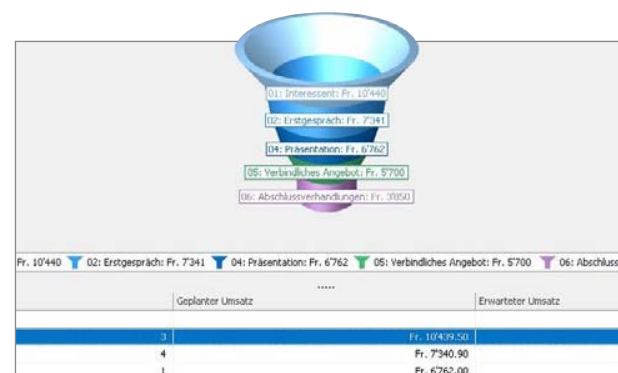 01: Interessent: Fr. 10'440
02: Erstgespräch: Fr. 7'341
04: Präsentation: Fr. 6'762
05: Verbindliches Angebot: Fr. 5'700
06: Abschlussverhandlungen: Fr. 3'850
Fr. 10'440 02: Erstgespräch: Fr. 7'341 04: Präsentation: Fr. 6'762 05: Verbindliches Angebot: Fr. 5'700 06: Abschluss
Geplanter Umsatz Erwarteter Umsatz
3 Fr. 10'439.50
4 Fr. 7'340.90
1 Fr. 6'762.00